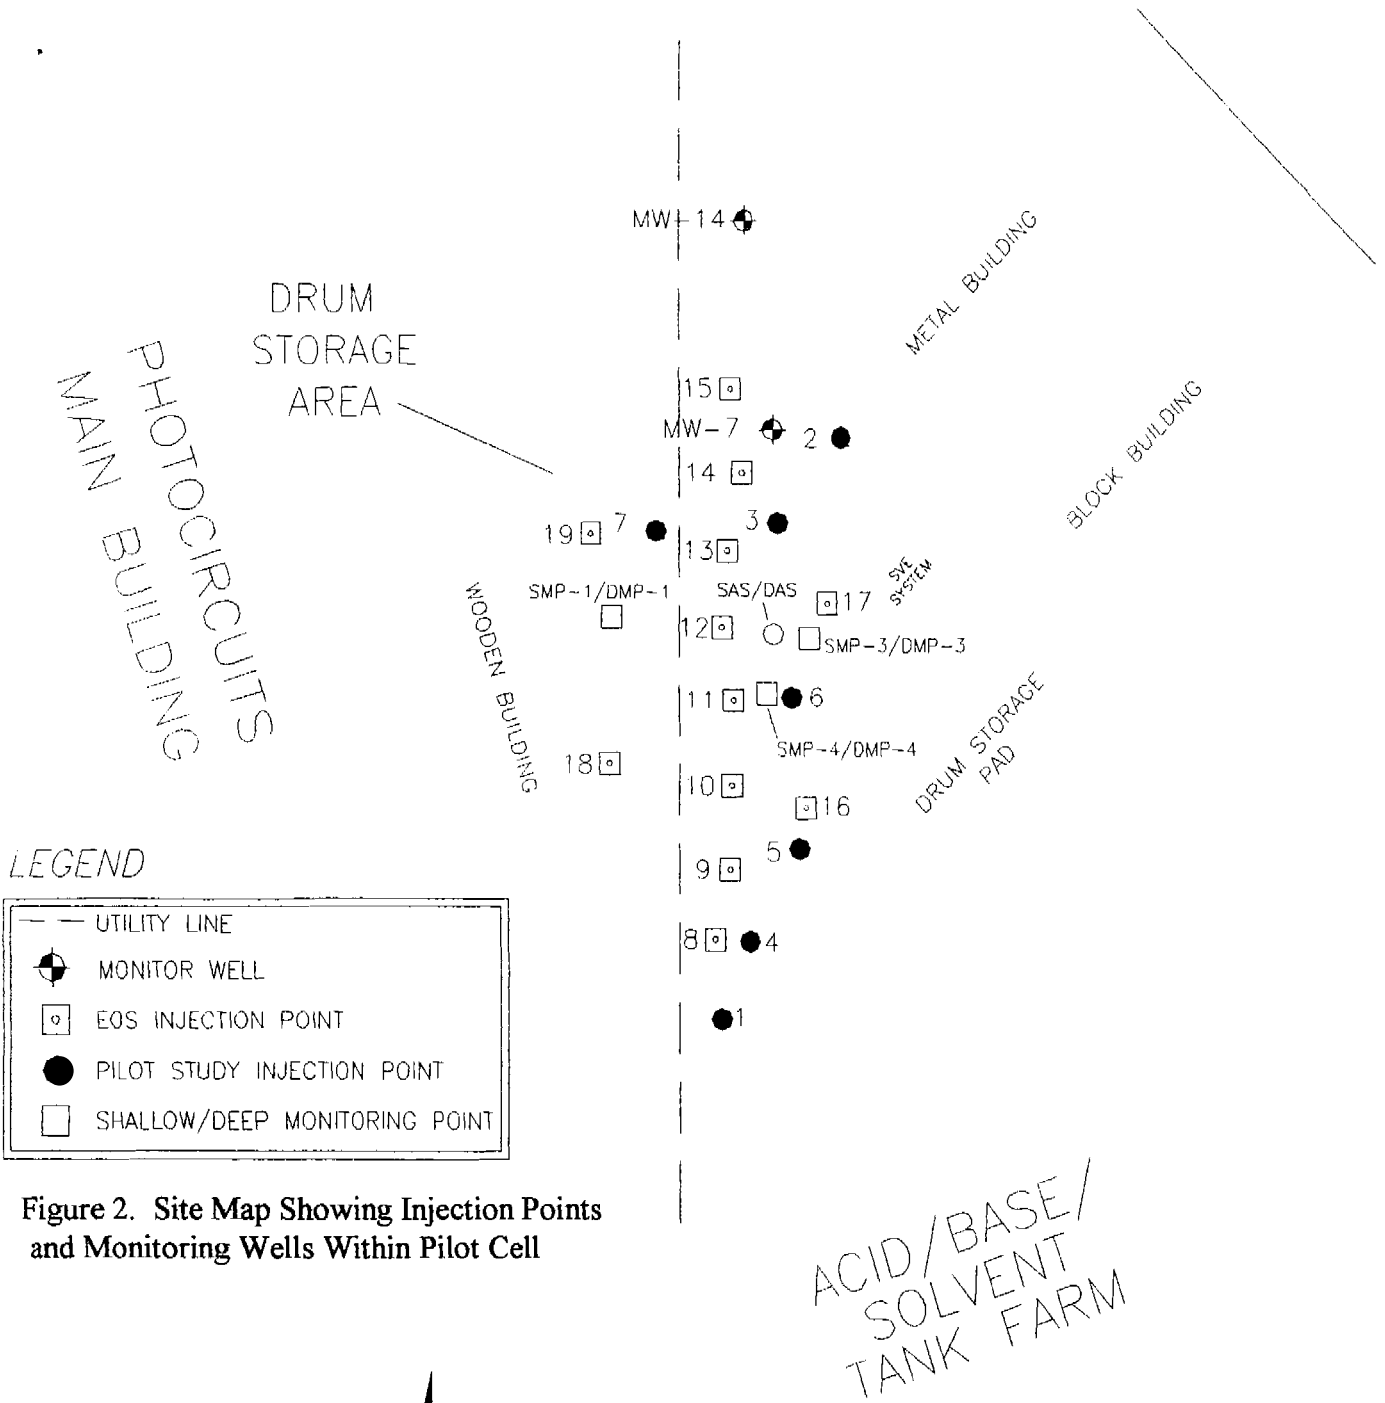 MW-14
METAL BUILDING
DRUM
STORAGE
AREA
PHOTOCIRCUITS
MAIN BUILDING
15
MW-7
2
BLOCK BUILDING
14
19
7
3
13
SVE
SYSTEM
SMP-1/DMP-1
SAS/DAS
17
WOODEN BUILDING
12
SMP-3/DMP-3
11
6
SMP-4/DMP-4
DRUM STORAGE
PAD
18
10
16
5
9
8
4
1
LEGEND
UTILITY LINE
MONITOR WELL
EOS INJECTION POINT
PILOT STUDY INJECTION POINT
SHALLOW/DEEP MONITORING POINT
Figure 2. Site Map Showing Injection Points
and Monitoring Wells Within Pilot Cell
ACID/BASE/
SOLVENT
TANK FARM